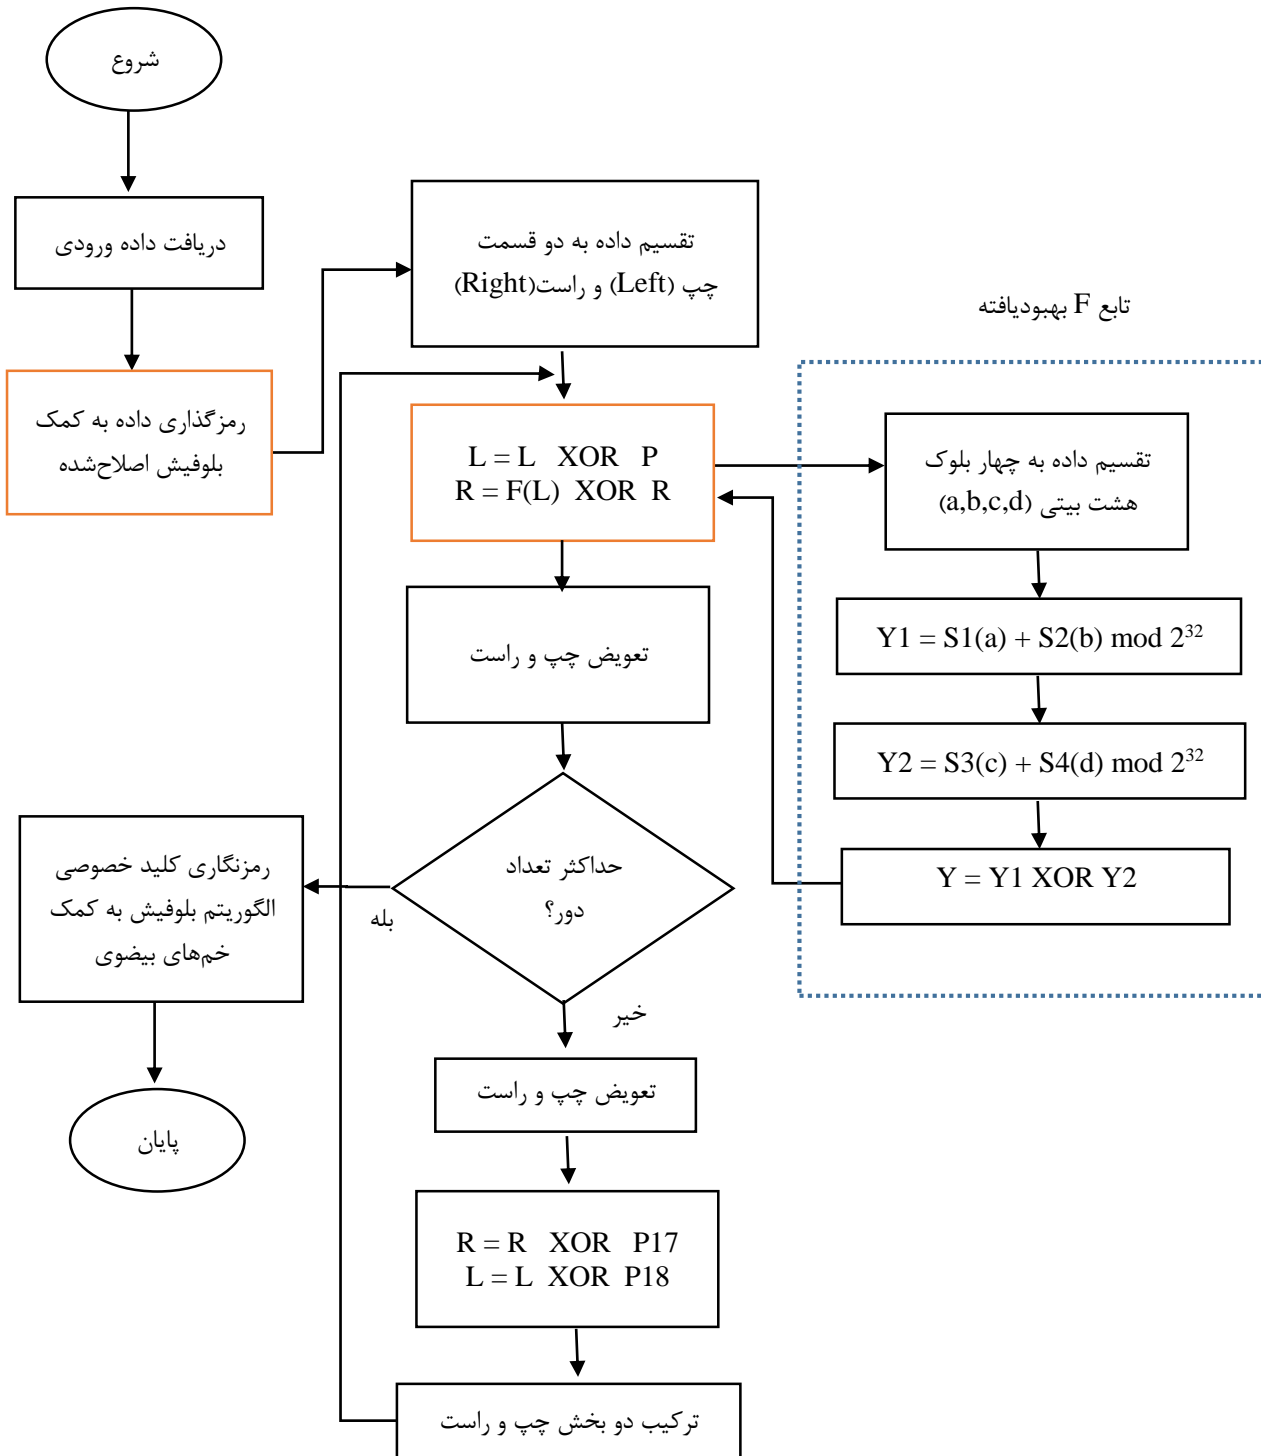 شروع
دریافت داده ورودی
رمزگذاری داده به کمک
بلوفیش اصلاح‌شده
تقسیم داده به دو قسمت
چپ (Left) و راست(Right)
L = L XOR P
R = F(L) XOR R
تعویض چپ و راست
حداکثر تعداد
دور؟
بله
خیر
رمزنگاری کلید خصوصی
الگوریتم بلوفیش به کمک
خم‌های بیضوی
پایان
تعویض چپ و راست
R = R XOR P17
L = L XOR P18
ترکیب دو بخش چپ و راست
تابع F بهبودیافته
تقسیم داده به چهار بلوک
هشت بیتی (a,b,c,d)
Y1 = S1(a) + S2(b) mod 2³²
Y2 = S3(c) + S4(d) mod 2³²
Y = Y1 XOR Y2